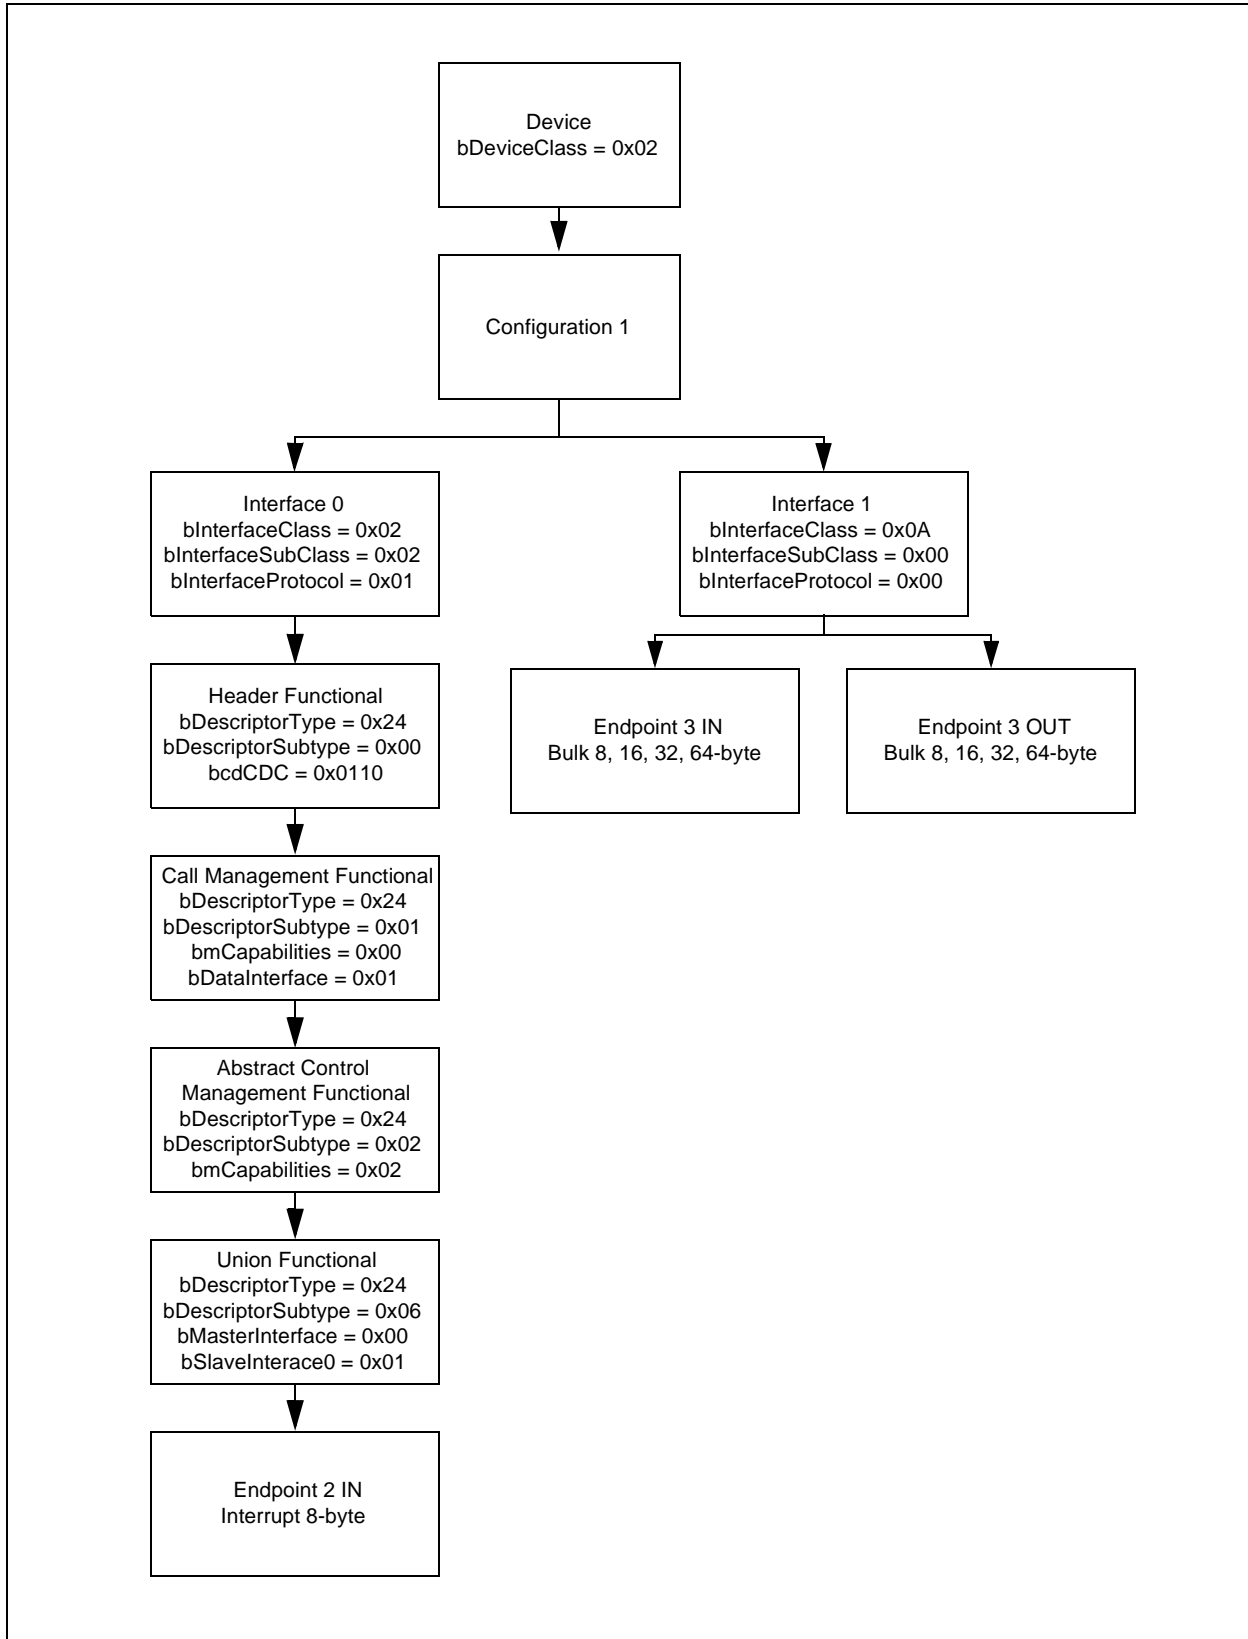 Device
bDeviceClass = 0x02
Configuration 1
Interface 0
bInterfaceClass = 0x02
bInterfaceSubClass = 0x02
bInterfaceProtocol = 0x01
Interface 1
bInterfaceClass = 0x0A
bInterfaceSubClass = 0x00
bInterfaceProtocol = 0x00
Header Functional
bDescriptorType = 0x24
bDescriptorSubtype = 0x00
bcdCDC = 0x0110
Endpoint 3 IN
Bulk 8, 16, 32, 64-byte
Endpoint 3 OUT
Bulk 8, 16, 32, 64-byte
Call Management Functional
bDescriptorType = 0x24
bDescriptorSubtype = 0x01
bmCapabilities = 0x00
bDataInterface = 0x01
Abstract Control
Management Functional
bDescriptorType = 0x24
bDescriptorSubtype = 0x02
bmCapabilities = 0x02
Union Functional
bDescriptorType = 0x24
bDescriptorSubtype = 0x06
bMasterInterface = 0x00
bSlaveInterace0 = 0x01
Endpoint 2 IN
Interrupt 8-byte